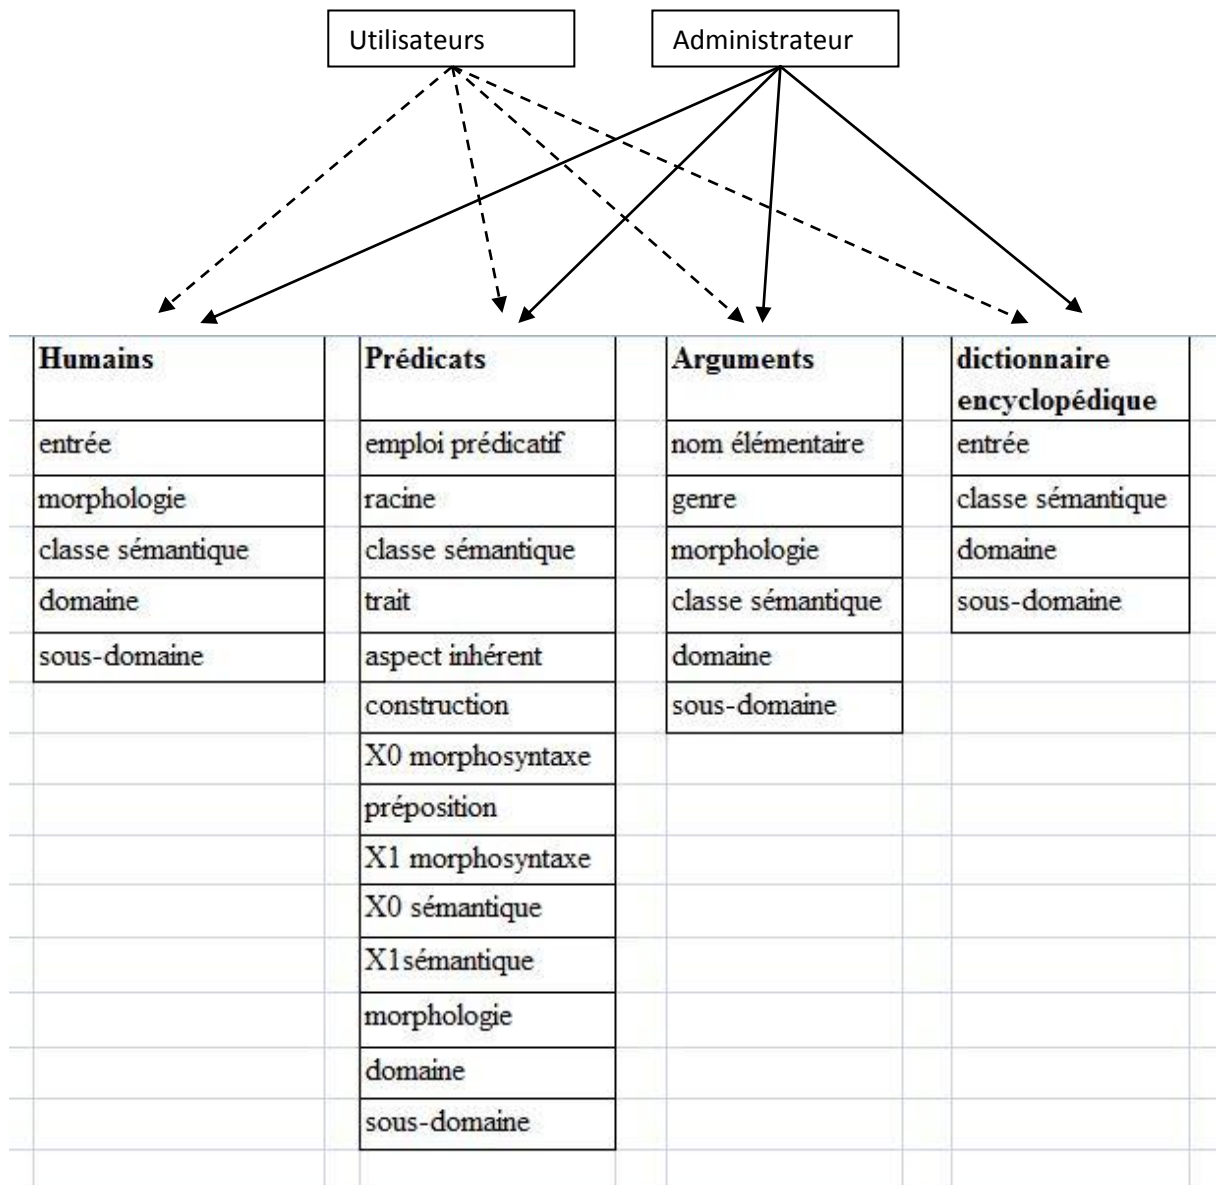 Utilisateurs
Administrateur
Humains
entrée
morphologie
classe sémantique
domaine
sous-domaine
Prédicats
emploi prédicatif
racine
classe sémantique
trait
aspect inhérent
construction
X0 morphosyntaxe
préposition
X1 morphosyntaxe
X0 sémantique
X1sémantique
morphologie
domaine
sous-domaine
Arguments
nom élémentaire
genre
morphologie
classe sémantique
domaine
sous-domaine
dictionnaire
encyclopédique
entrée
classe sémantique
domaine
sous-domaine